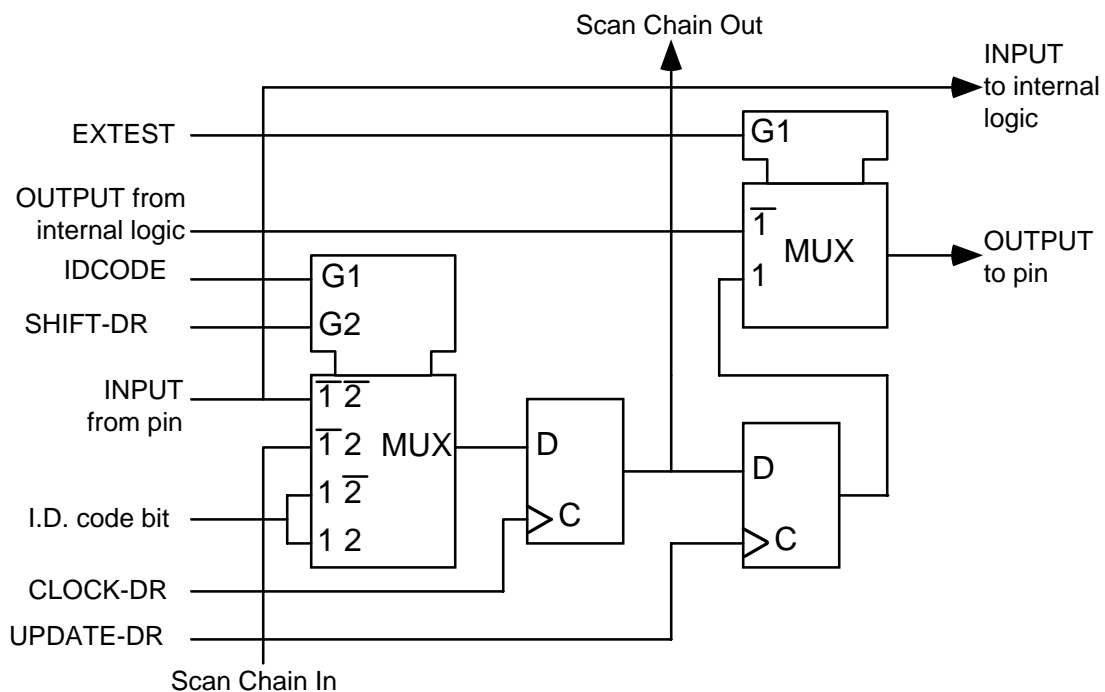 Scan Chain Out
INPUT
to internal
logic
EXTEST
G1
OUTPUT from
internal logic
1̅
MUX
OUTPUT
to pin
IDCODE
G1
1
SHIFT-DR
G2
INPUT
from pin
1̅ 2̅
1̅ 2
MUX
D
D
1 2̅
I.D. code bit
C
1 2
C
CLOCK-DR
UPDATE-DR
Scan Chain In